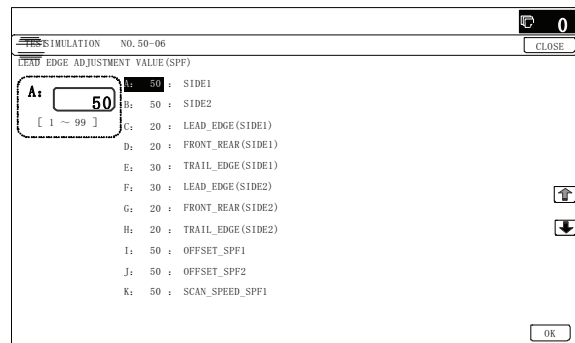 0
TEST SIMULATION NO.50-06
CLOSE
LEAD EDGE ADJUSTMENT VALUE(SPF)
A: 50
[ 1 ~ 99 ]
A: 50 : SIDE1
B: 50 : SIDE2
C: 20 : LEAD_EDGE(SIDE1)
D: 20 : FRONT_REAR(SIDE1)
E: 30 : TRAIL_EDGE(SIDE1)
F: 30 : LEAD_EDGE(SIDE2)
G: 20 : FRONT_REAR(SIDE2)
H: 20 : TRAIL_EDGE(SIDE2)
I: 50 : OFFSET_SPF1
J: 50 : OFFSET_SPF2
K: 50 : SCAN_SPEED_SPF1
OK